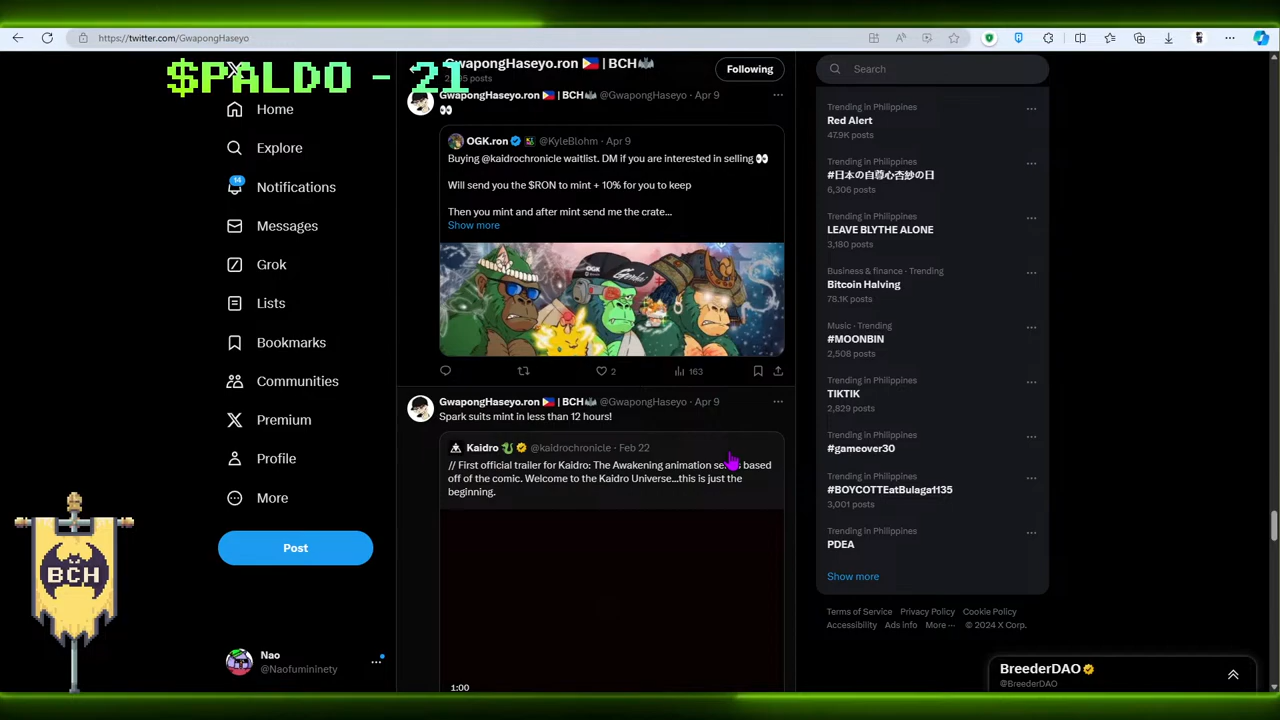 https://twitter.com/GwapongHaseyo
$PALDO - 21
GwapongHaseyo.ron 🇵🇭 | BCH🦇
posts
Following
Home
Explore
14
Notifications
Messages
Grok
Lists
Bookmarks
Communities
Premium
Profile
More
Post
Nao
@Naofumininety
BCH
GwapongHaseyo.ron 🇵🇭 | BCH🦇 @GwapongHaseyo · Apr 9
👀
OGK.ron @KyleBlohm · Apr 9
Buying @kaidrochronicle waitlist. DM if you are interested in selling 👀
Will send you the $RON to mint + 10% for you to keep
Then you mint and after mint send me the crate...
Show more
2
163
GwapongHaseyo.ron 🇵🇭 | BCH🦇 @GwapongHaseyo · Apr 9
Spark suits mint in less than 12 hours!
Kaidro 🐉 @kaidrochronicle · Feb 22
// First official trailer for Kaidro: The Awakening animation based
off of the comic. Welcome to the Kaidro Universe...this is just the
beginning.
1:00
Search
Trending in Philippines
Red Alert
47.9K posts
Trending in Philippines
#日本の自尊心否紗の日
6,306 posts
Trending in Philippines
LEAVE BLYTHE ALONE
3,180 posts
Business & finance · Trending
Bitcoin Halving
78.1K posts
Music · Trending
#MOONBIN
2,508 posts
Trending in Philippines
TIKTIK
2,829 posts
Trending in Philippines
#gameover30
Trending in Philippines
#BOYCOTTEatBulaga1135
3,001 posts
Trending in Philippines
PDEA
Show more
Terms of Service Privacy Policy Cookie Policy
Accessibility Ads info More ··· © 2024 X Corp.
BreederDAO
@BreederDAO